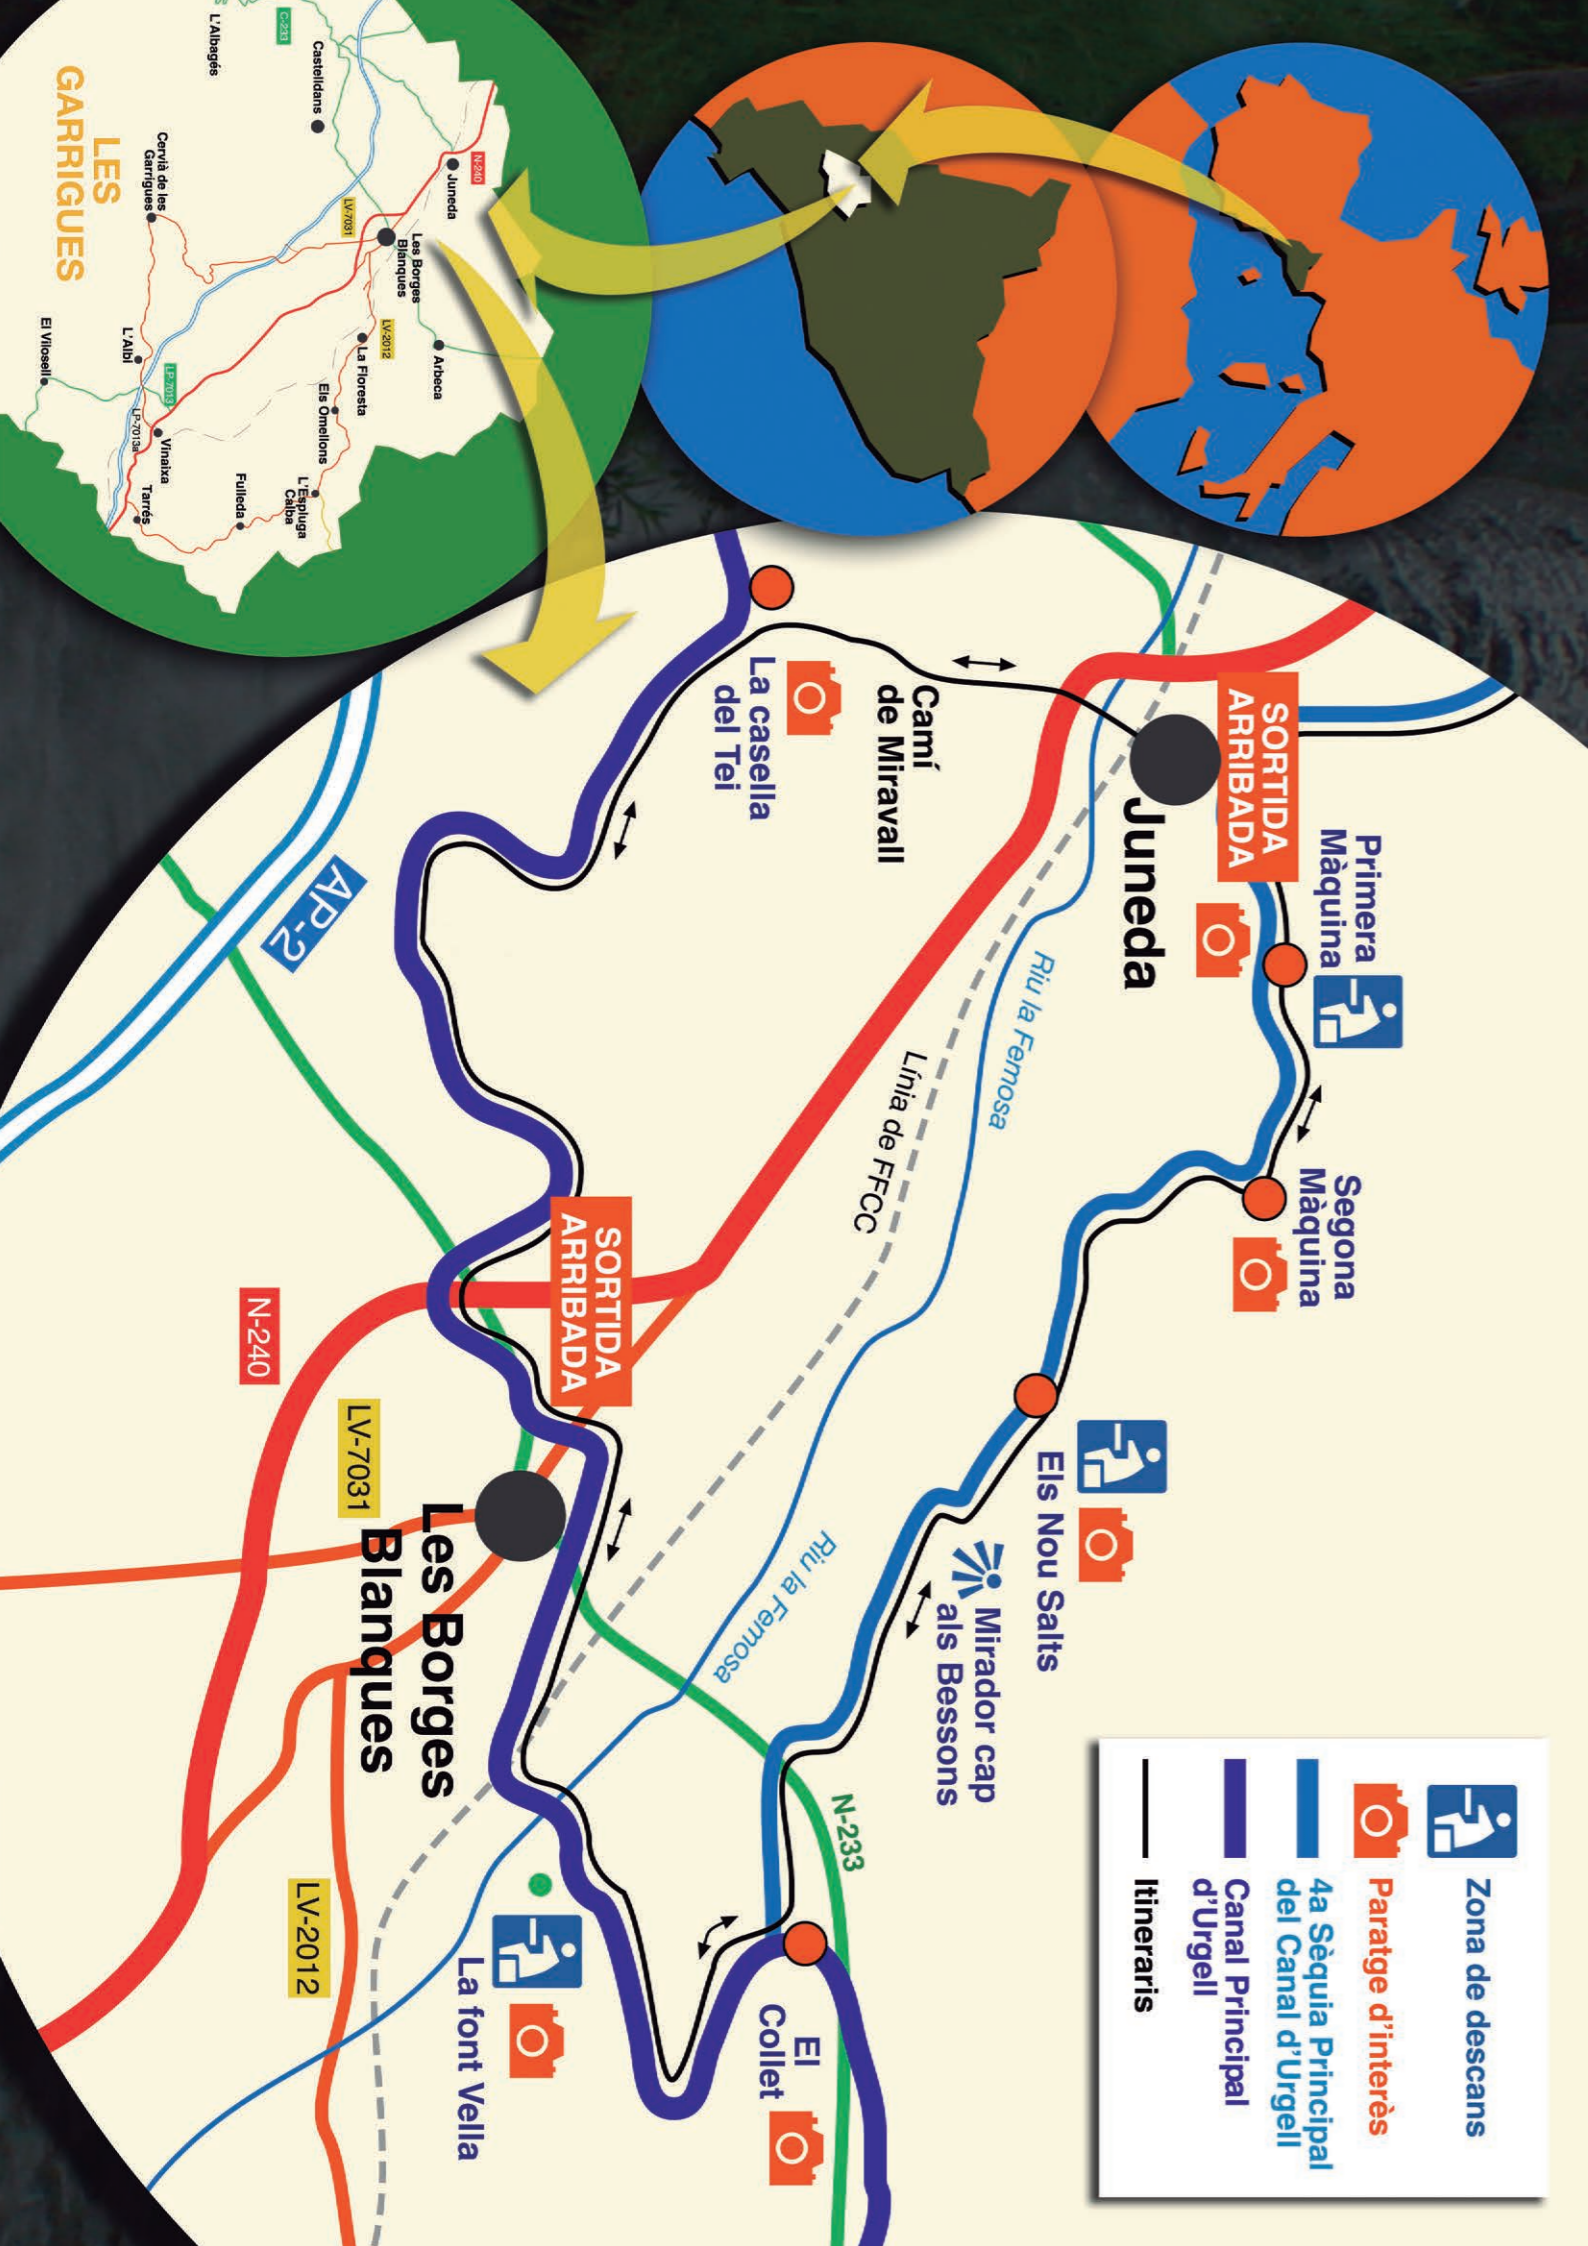 C-233
L'Albagés
Castelldans
N-240
Juneda
LV-7031
Les Borges
Blanques
Cervià de les
Garrigues
LES
GARRIGUES
LV-2012
La Floresta
Arbeca
L'Albi
El Vilosell
LP-7013
LP-7013a
Els Omellons
Vinaixa
L'Espluga
Calba
Fulleda
Tarrés
SORTIDA
ARRIBADA
Juneda
Primera
Màquina
Segona
Màquina
Camí
de Miravall
La casella
del Tei
AP-2
Riu la Femosa
Línia de FFCC
Els Nou Salts
Mirador cap
als Bessons
SORTIDA
ARRIBADA
N-240
LV-7031
Les Borges
Blanques
Riu la Femosa
N-233
LV-2012
La font Vella
El
Collet
Zona de descans
Paratge d'interès
4a Sèquia Principal
del Canal d'Urgell
Canal Principal
d'Urgell
Itineraris